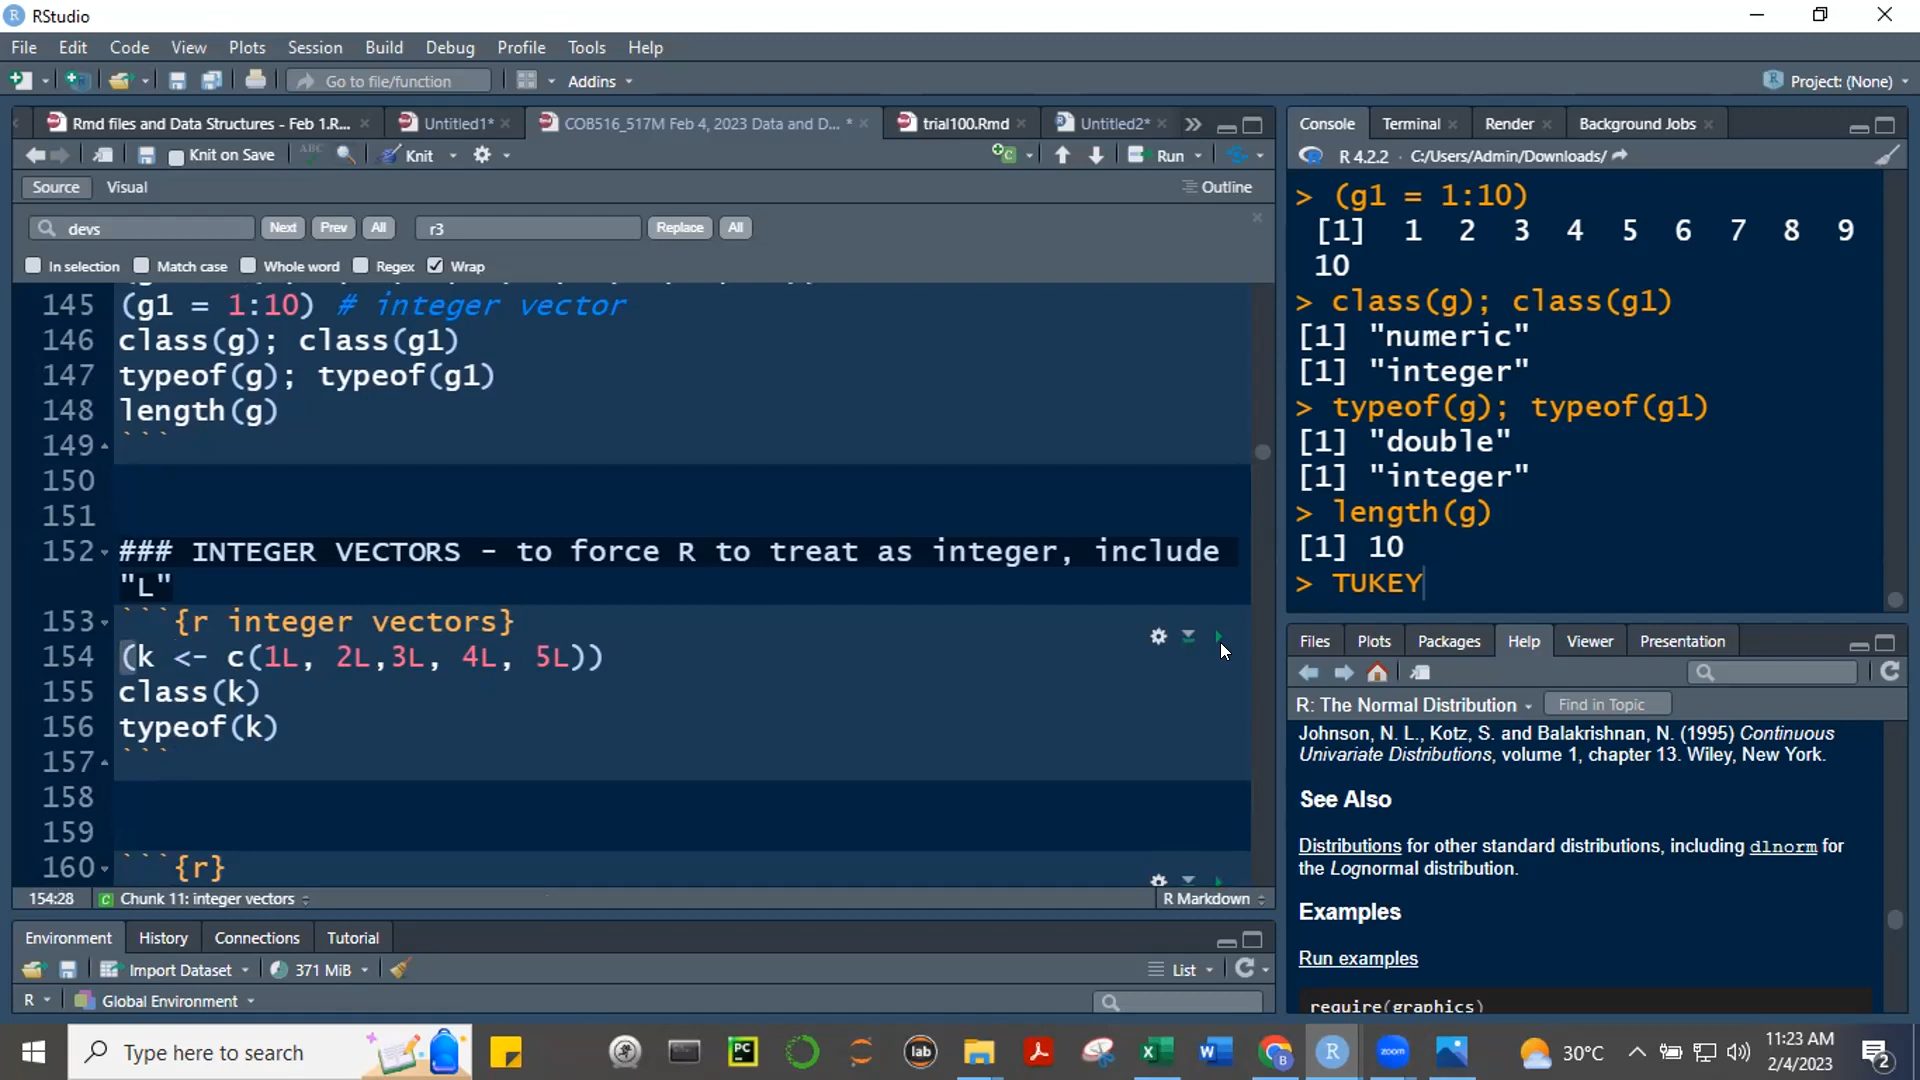 RStudio
File Edit Code View Plots Session Build Debug Profile Tools Help
Go to file/function Addins Project: (None)
Rmd files and Data Structures - Feb 1.R... Untitled1* COB516_517M Feb 4, 2023 Data and D... * trial100.Rmd Untitled2*
Knit on Save ABC Knit Run
Source Visual Outline
devs Next Prev All r3 Replace All
In selection Match case Whole word Regex Wrap
145 (g1 = 1:10) # integer vector
146 class(g); class(g1)
147 typeof(g); typeof(g1)
148 length(g)
149 ```
150
151
152 ### INTEGER VECTORS - to force R to treat as integer, include
"L"
153 ```{r integer vectors}
154 (k <- c(1L, 2L,3L, 4L, 5L))
155 class(k)
156 typeof(k)
157 ```
158
159
160 ```{r}
154:28 Chunk 11: integer vectors R Markdown
Environment History Connections Tutorial
Import Dataset 371 MiB List
R Global Environment
Console Terminal Render Background Jobs
R 4.2.2 · C:/Users/Admin/Downloads/
> (g1 = 1:10)
[1] 1 2 3 4 5 6 7 8 9
10
> class(g); class(g1)
[1] "numeric"
[1] "integer"
> typeof(g); typeof(g1)
[1] "double"
[1] "integer"
> length(g)
[1] 10
> TUKEY
Files Plots Packages Help Viewer Presentation
R: The Normal Distribution Find in Topic
Johnson, N. L., Kotz, S. and Balakrishnan, N. (1995) Continuous
Univariate Distributions, volume 1, chapter 13. Wiley, New York.
See Also
Distributions for other standard distributions, including dlnorm for
the Lognormal distribution.
Examples
Run examples
require(graphics)
Type here to search PC lab zoom 30°C 11:23 AM
2/4/2023 2